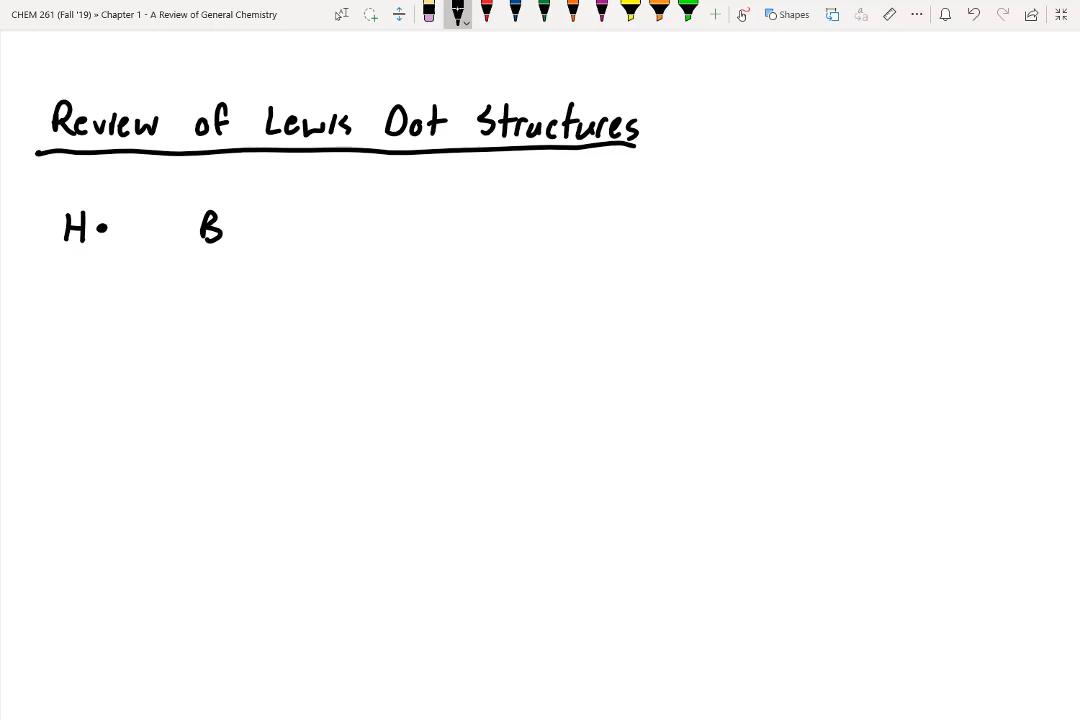 CHEM 261 (Fall '19) » Chapter 1 - A Review of General Chemistry
Shapes
Review of Lewis Dot Structures
H• B